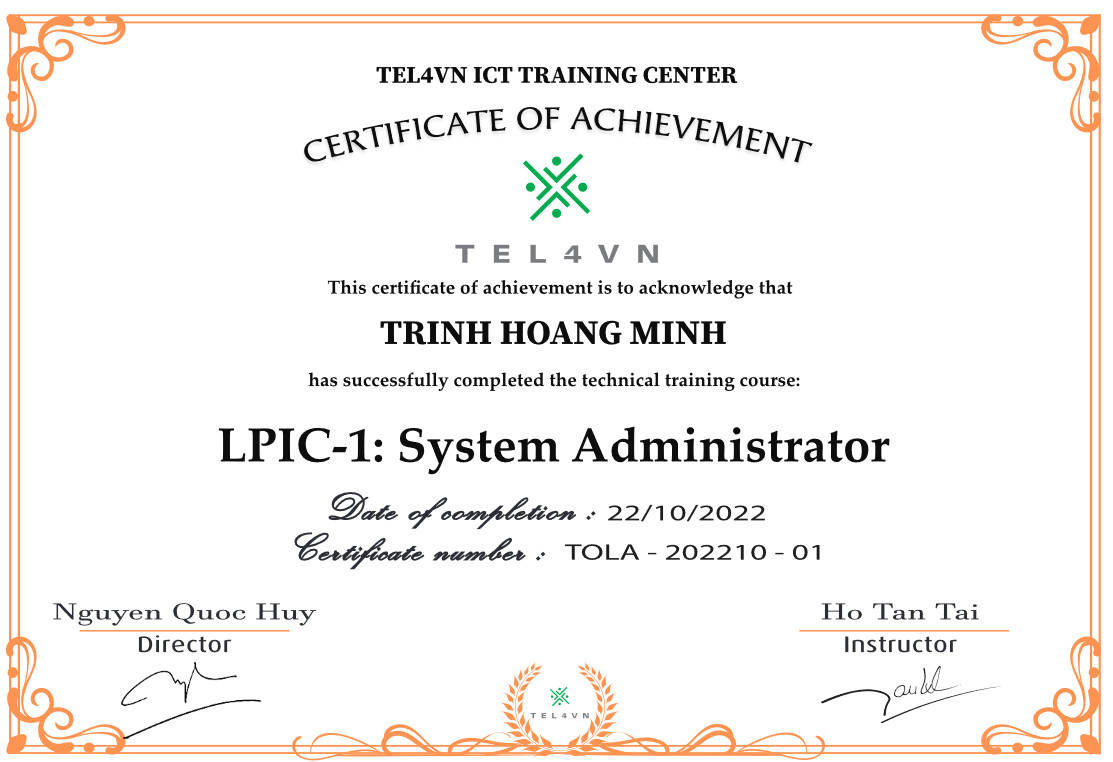 TEL4VN ICT TRAINING CENTER
CERTIFICATE OF ACHIEVEMENT
TEL4VN
This certificate of achievement is to acknowledge that
TRINH HOANG MINH
has successfully completed the technical training course:
LPIC-1: System Administrator
Date of completion : 22/10/2022
Certificate number : TOLA - 202210 - 01
Nguyen Quoc Huy
Director
Ho Tan Tai
Instructor
TEL4VN